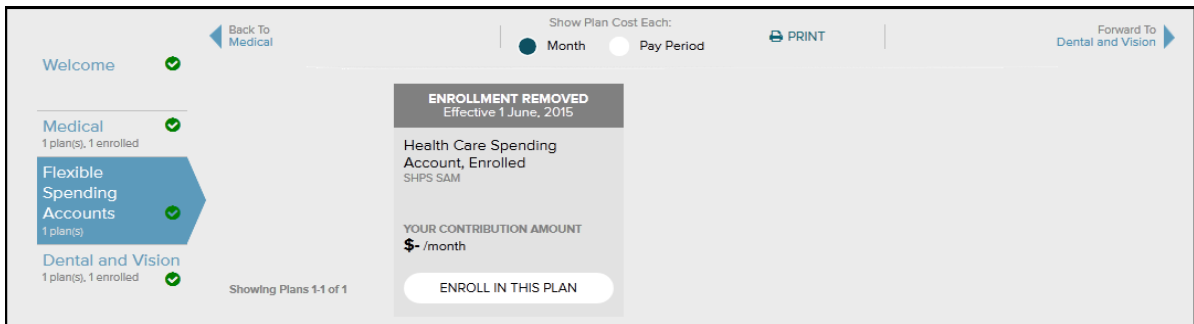 Back To
Medical
Show Plan Cost Each:
Month Pay Period
PRINT
Forward To
Dental and Vision
Welcome
Medical
1 plan(s), 1 enrolled
Flexible
Spending
Accounts
1 plan(s)
Dental and Vision
1 plan(s), 1 enrolled
ENROLLMENT REMOVED
Effective 1 June, 2015
Health Care Spending
Account, Enrolled
SHPS SAM
YOUR CONTRIBUTION AMOUNT
$- /month
Showing Plans 1-1 of 1
ENROLL IN THIS PLAN